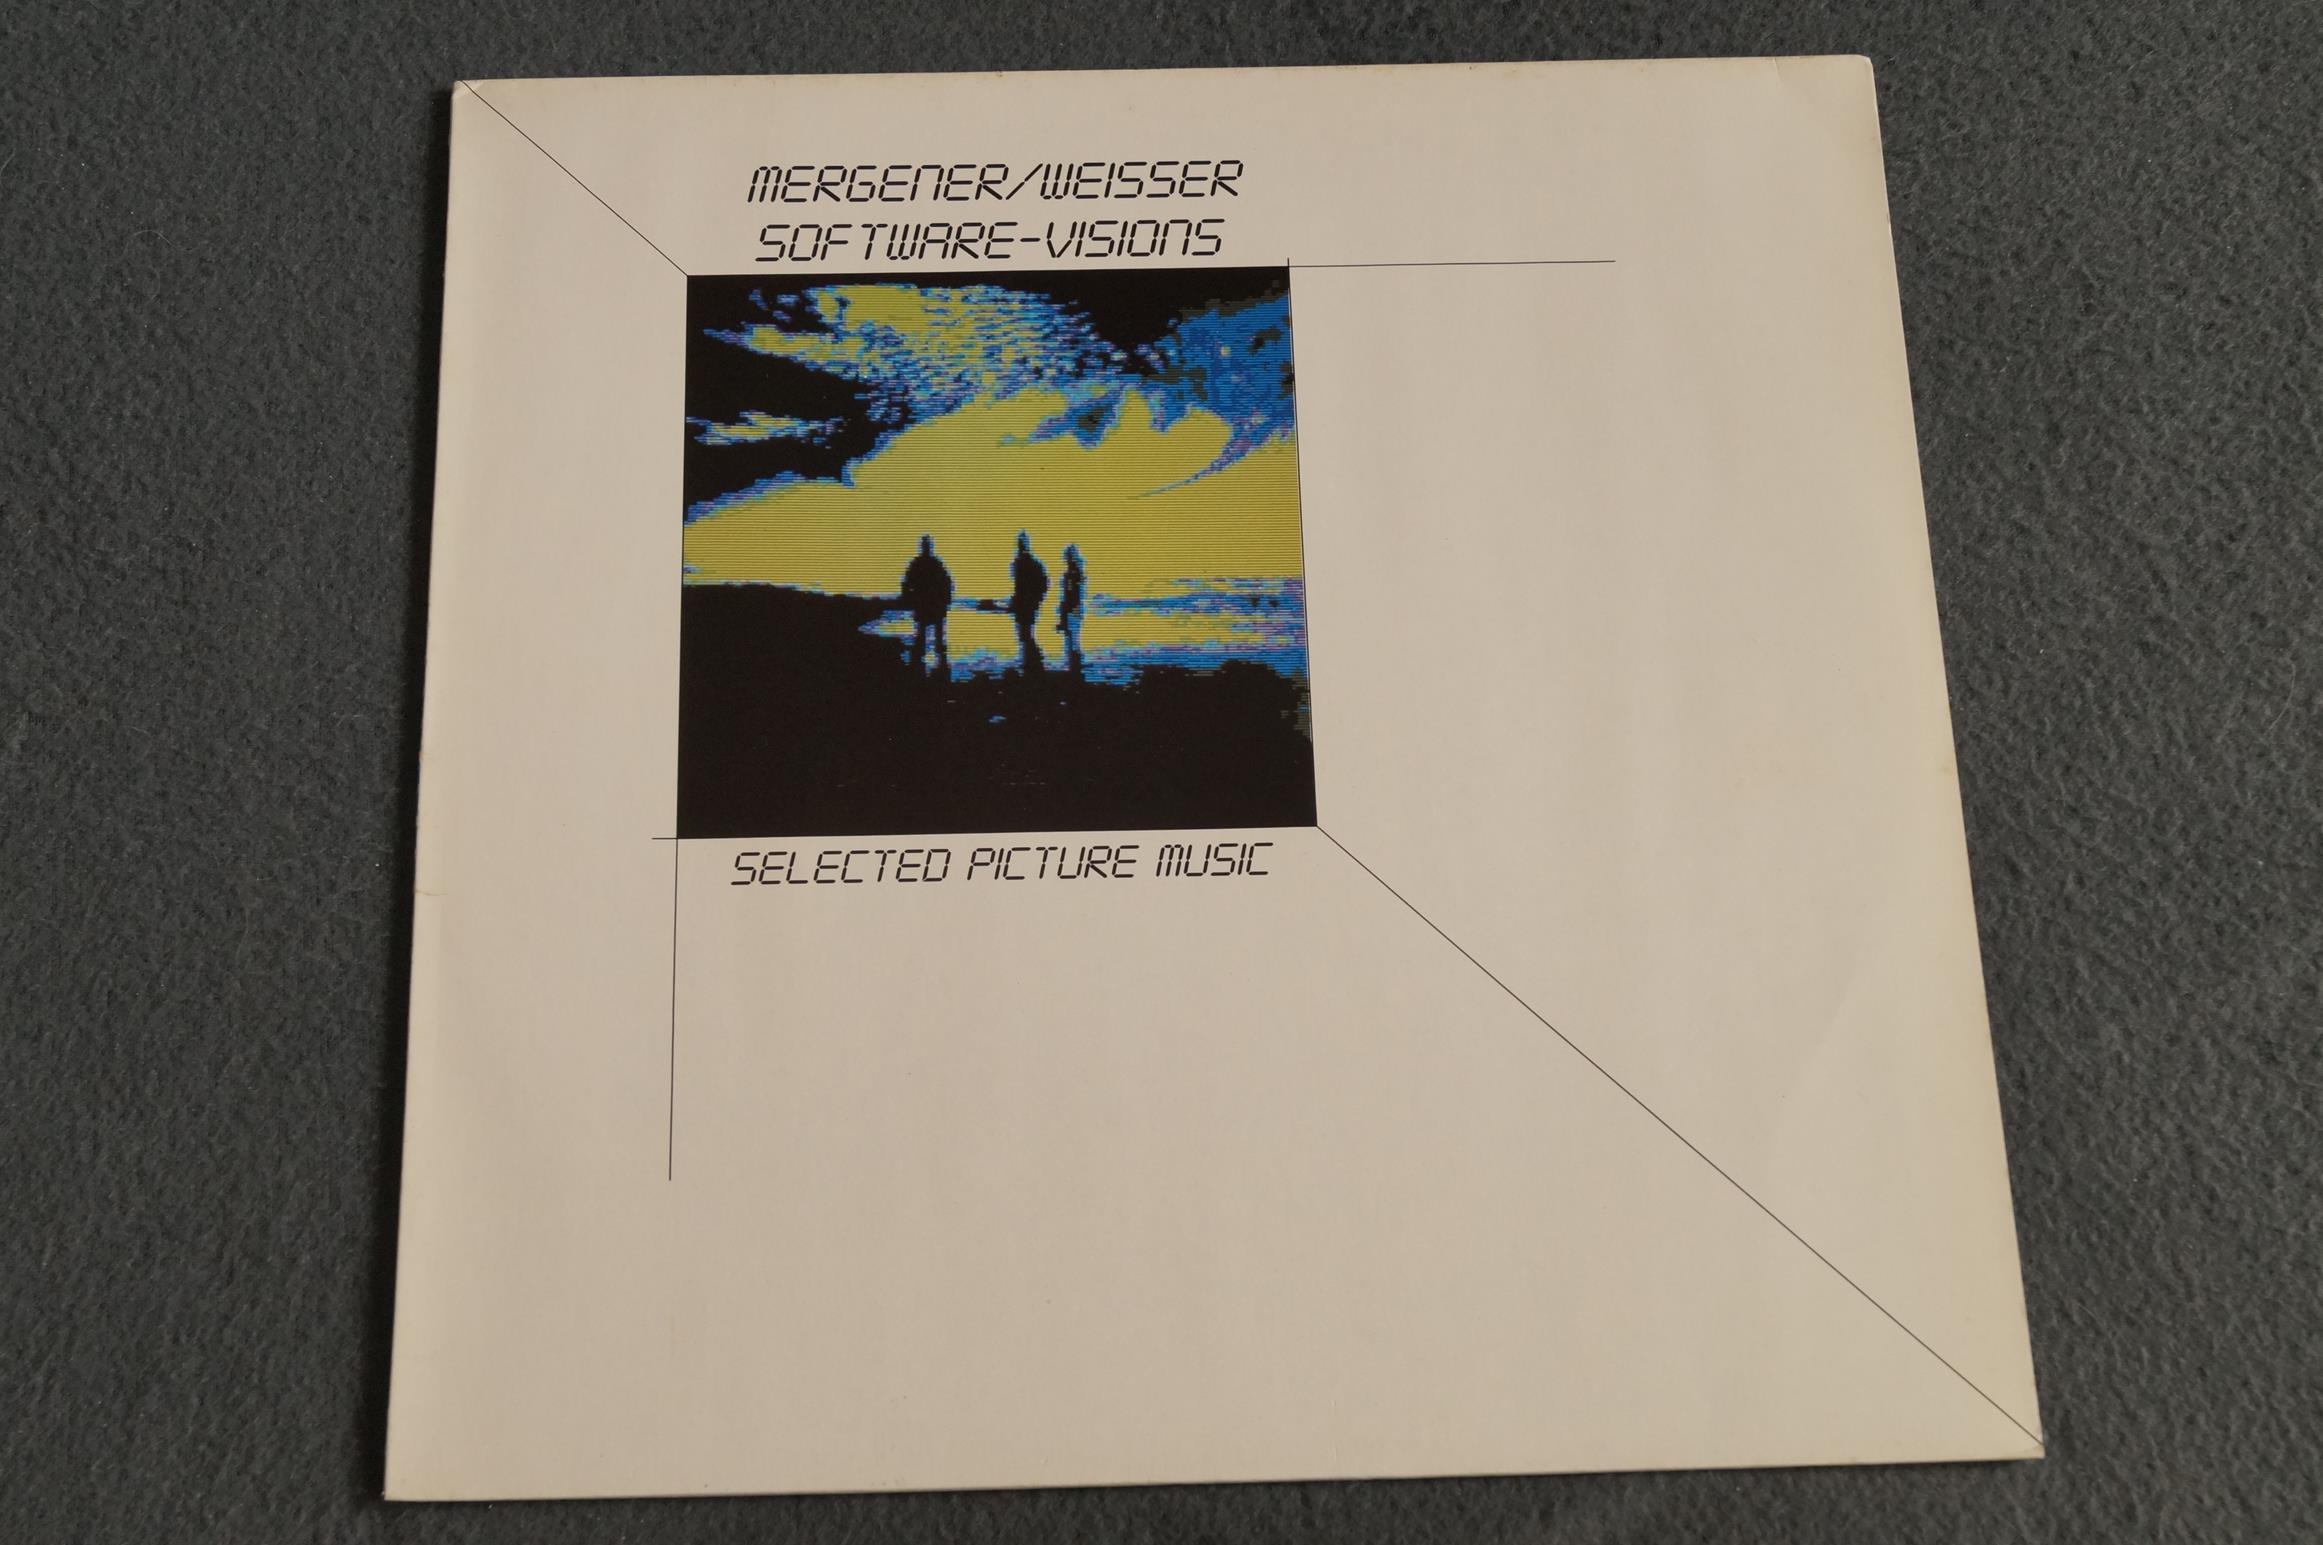 MERGENER/WEISSER
SOFTWARE-VISIONS
SELECTED PICTURE MUSIC